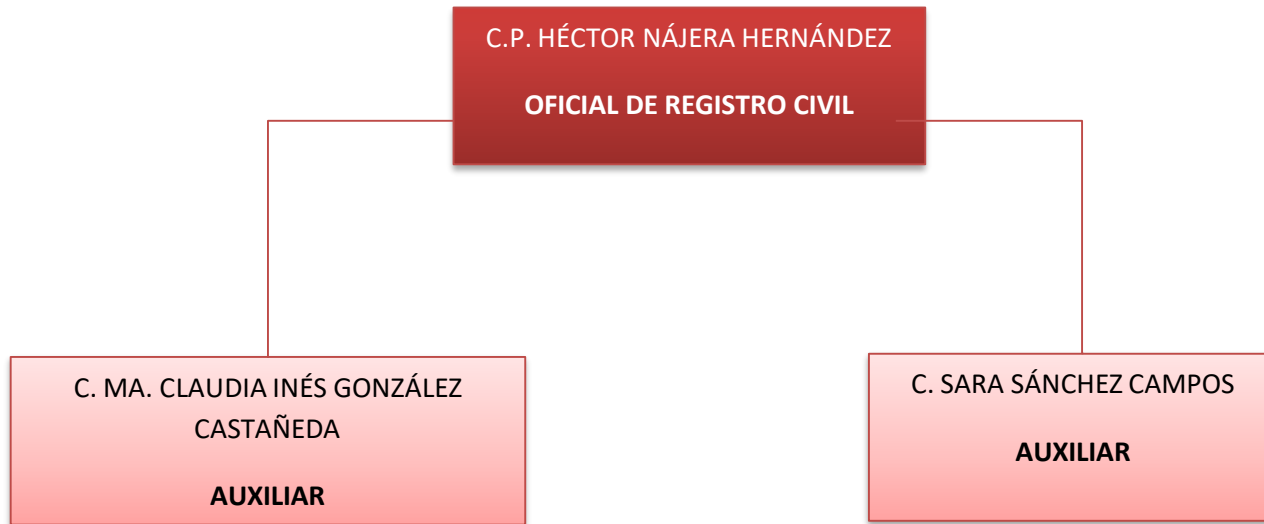 C.P. HÉCTOR NÁJERA HERNÁNDEZ
OFICIAL DE REGISTRO CIVIL
C. MA. CLAUDIA INÉS GONZÁLEZ
CASTAÑEDA
AUXILIAR
C. SARA SÁNCHEZ CAMPOS
AUXILIAR